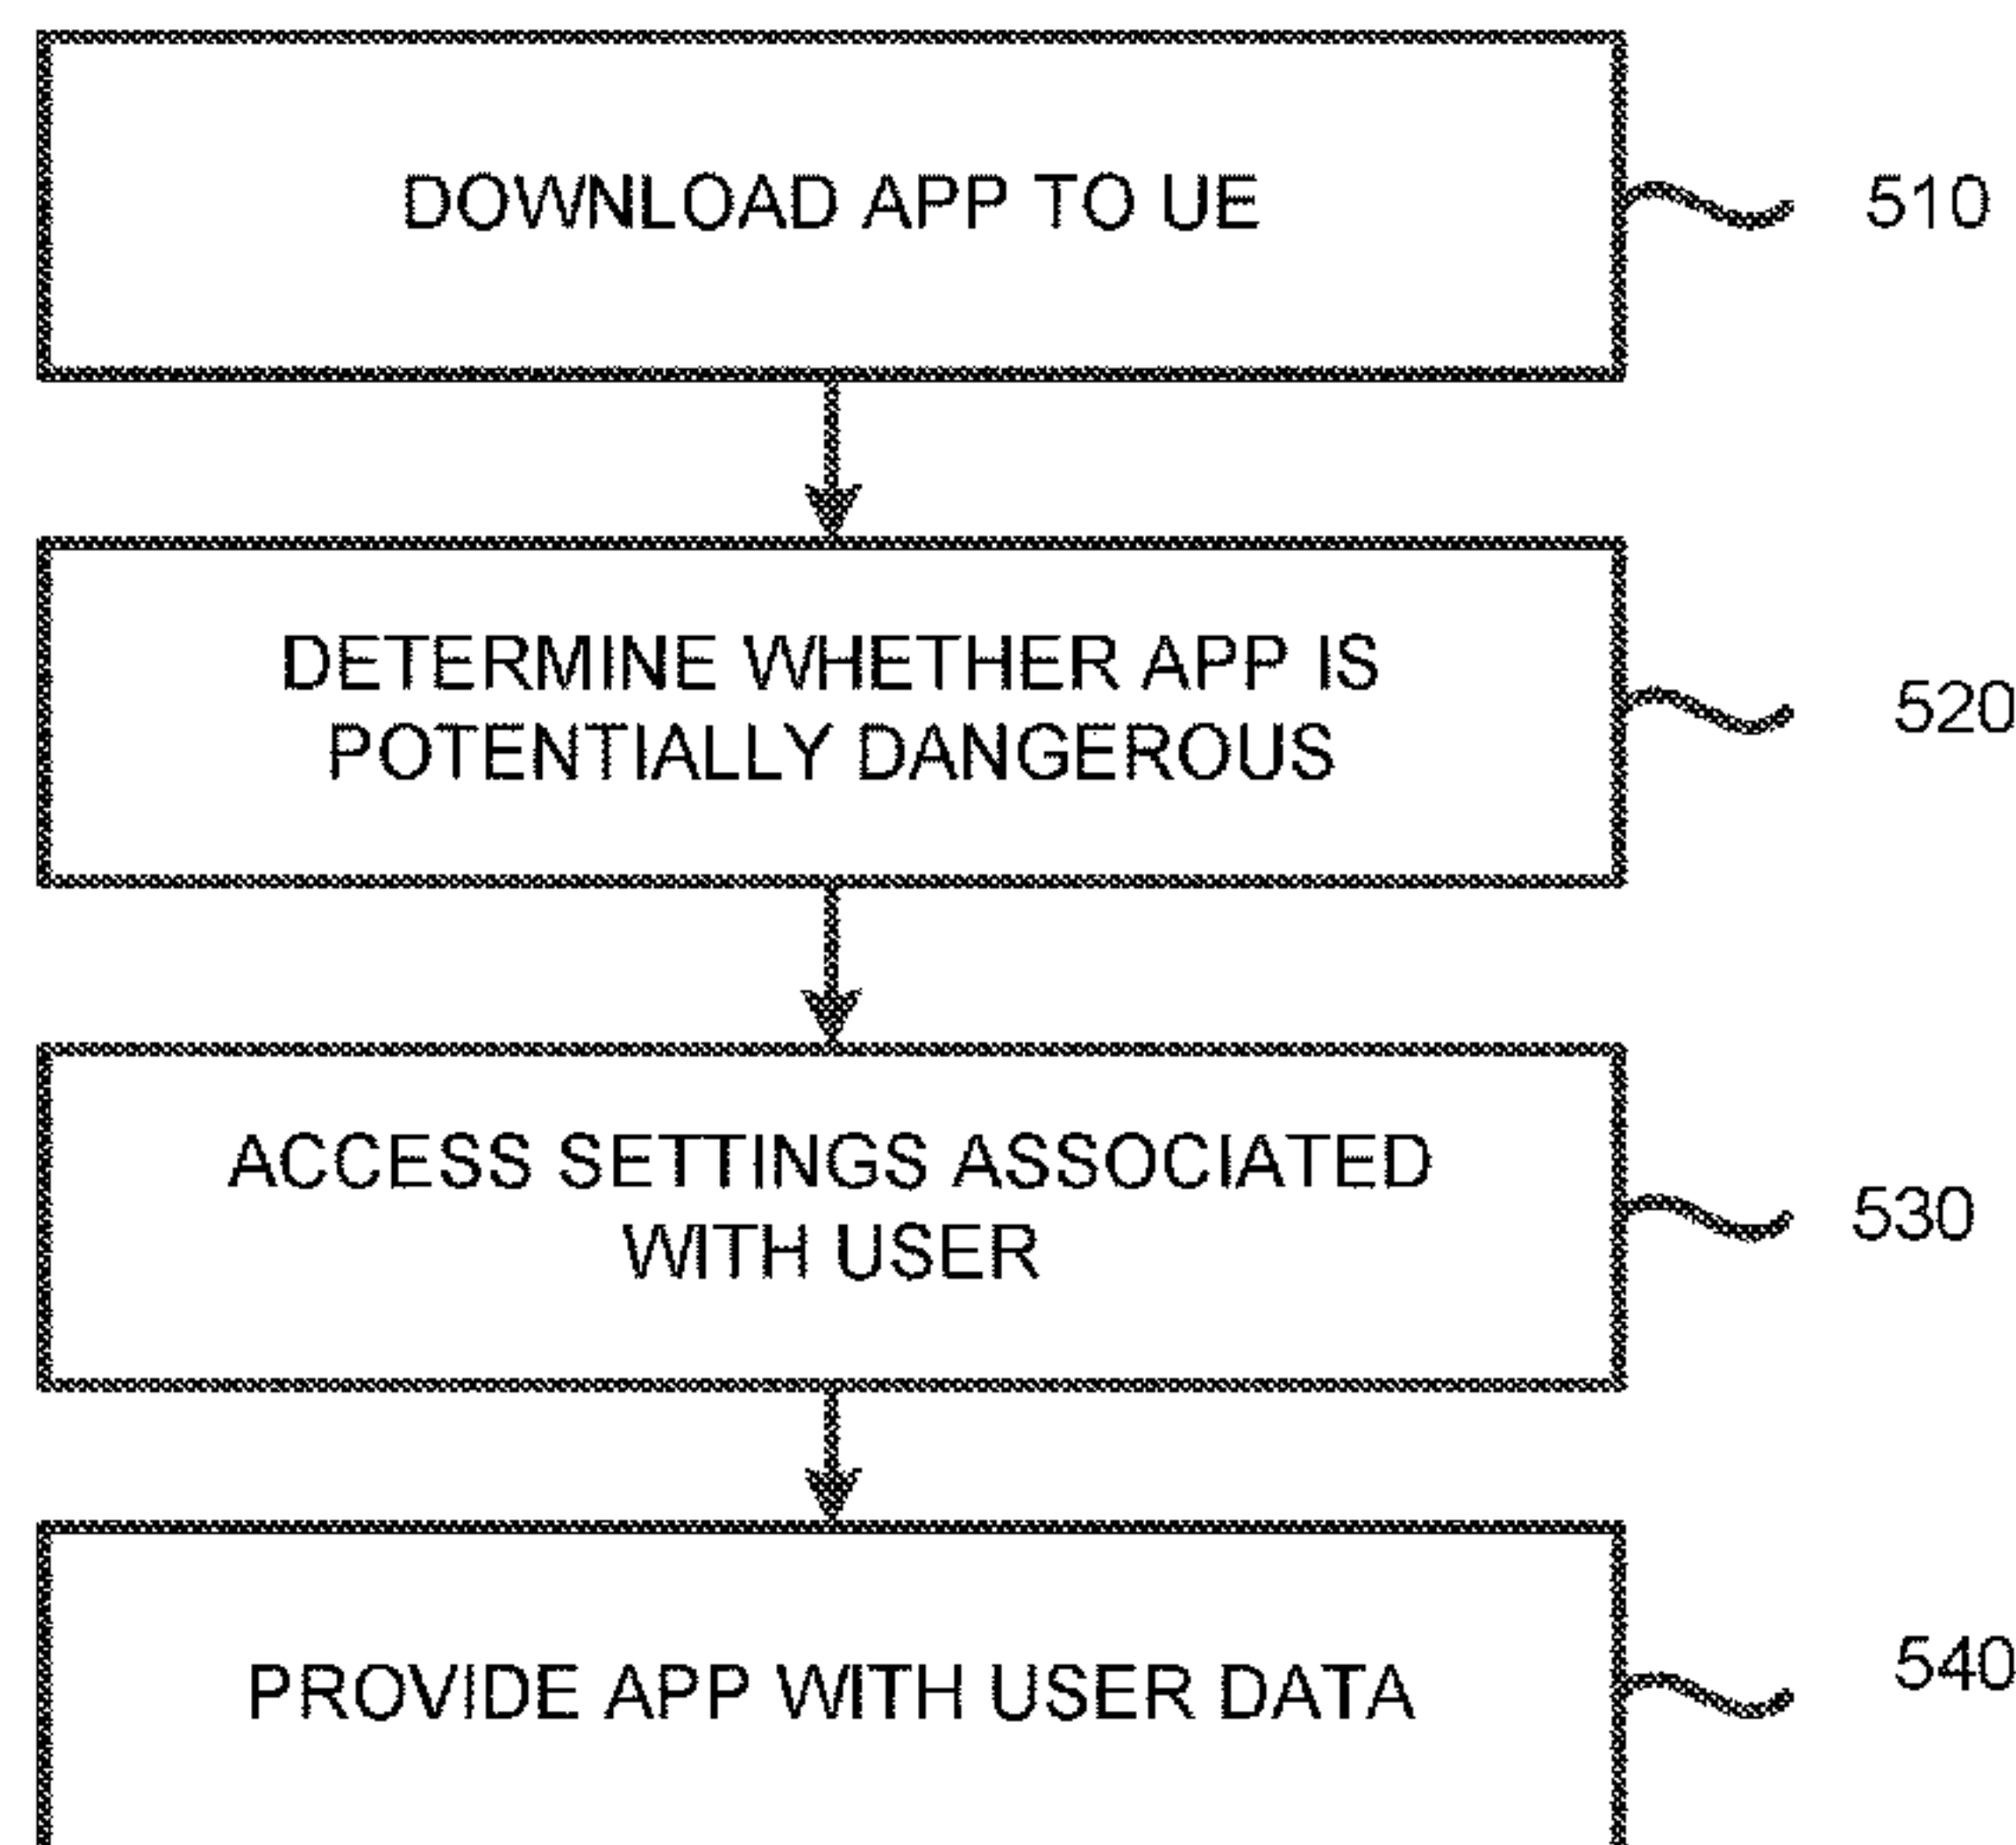 DOWNLOAD APP TO UE
510
DETERMINE WHETHER APP IS
POTENTIALLY DANGEROUS
520
ACCESS SETTINGS ASSOCIATED
WITH USER
530
PROVIDE APP WITH USER DATA
540